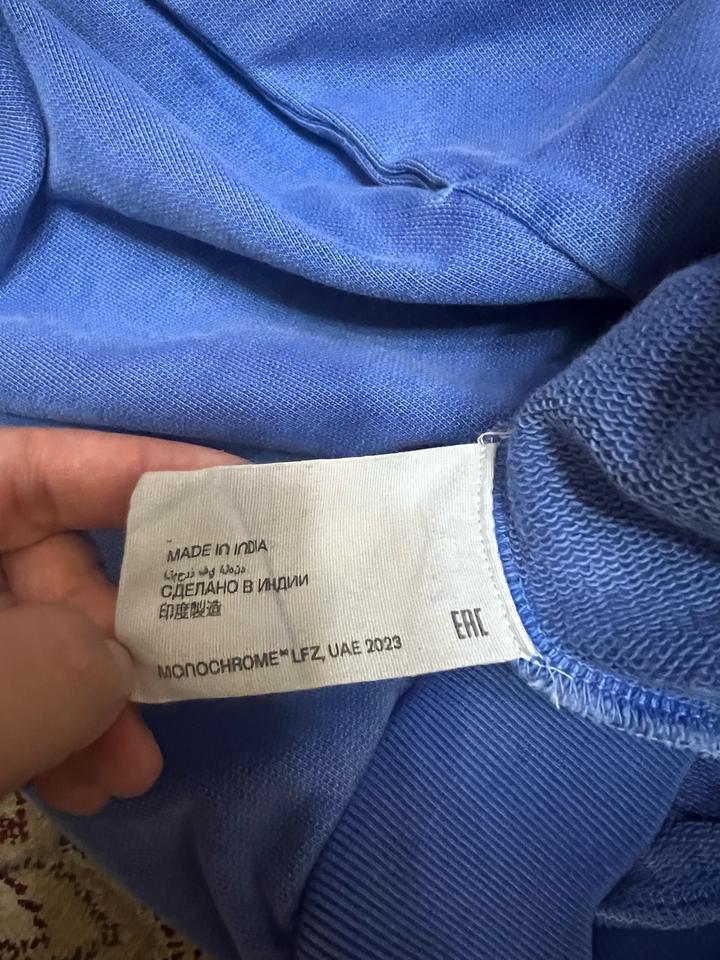 MADE IN INDIA
СДЕЛАНО В ИНДИИ
印度製造
EAC
MONOCHROME™ LFZ, UAE 2023